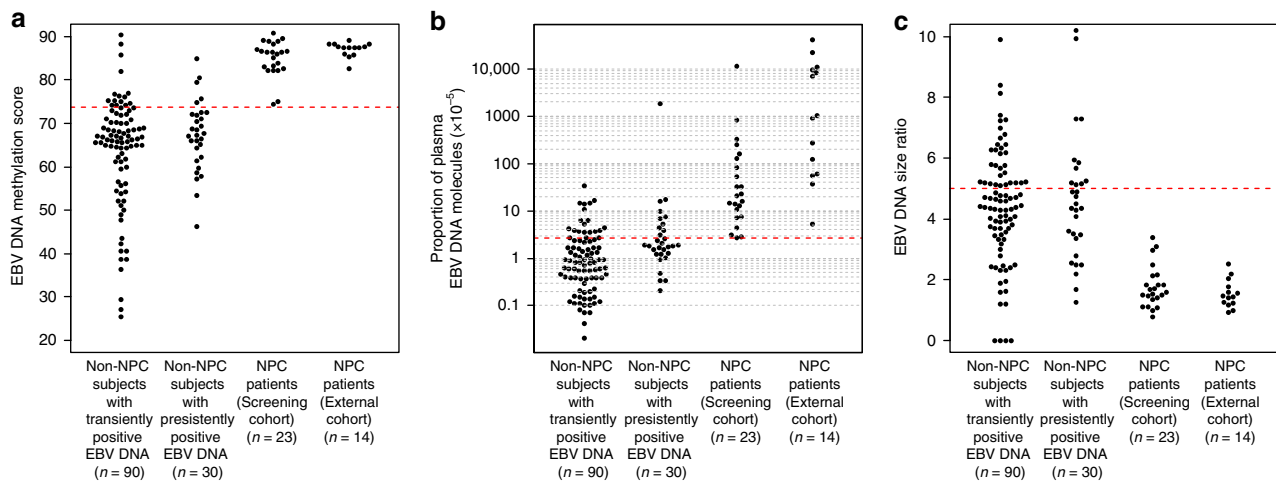 a
EBV DNA methylation score
90
80
70
60
50
40
30
20
Non-NPC
subjects
with
transiently
positive
EBV DNA
(n = 90)
Non-NPC
subjects
with
presistently
positive
EBV DNA
(n = 30)
NPC
patients
(Screening
cohort)
(n = 23)
NPC
patients
(External
cohort)
(n = 14)
b
Proportion of plasma
EBV DNA molecules (×10⁻⁵)
10,000
1000
100
10
1
0.1
Non-NPC
subjects
with
transiently
positive
EBV DNA
(n = 90)
Non-NPC
subjects
with
presistently
positive
EBV DNA
(n = 30)
NPC
patients
(Screening
cohort)
(n = 23)
NPC
patients
(External
cohort)
(n = 14)
c
EBV DNA size ratio
10
8
6
4
2
0
Non-NPC
subjects
with
transiently
positive
EBV DNA
(n = 90)
Non-NPC
subjects
with
presistently
positive
EBV DNA
(n = 30)
NPC
patients
(Screening
cohort)
(n = 23)
NPC
patients
(External
cohort)
(n = 14)